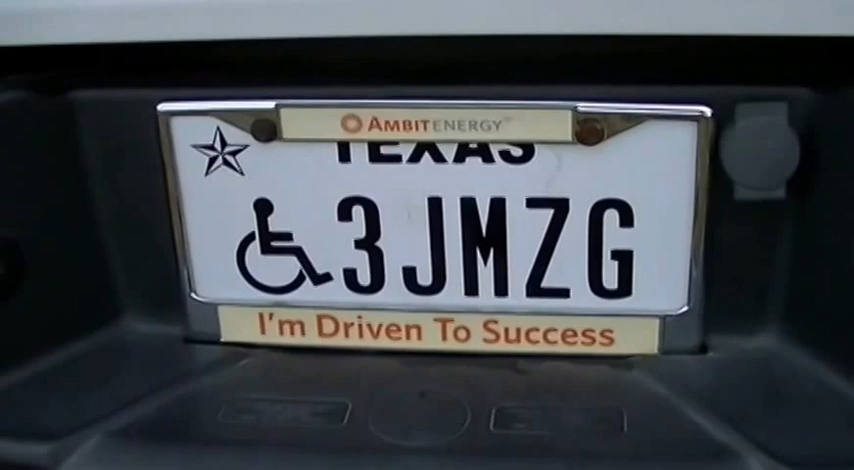 AMBITENERGY
TEXAS
3JMZG
I'm Driven To Success